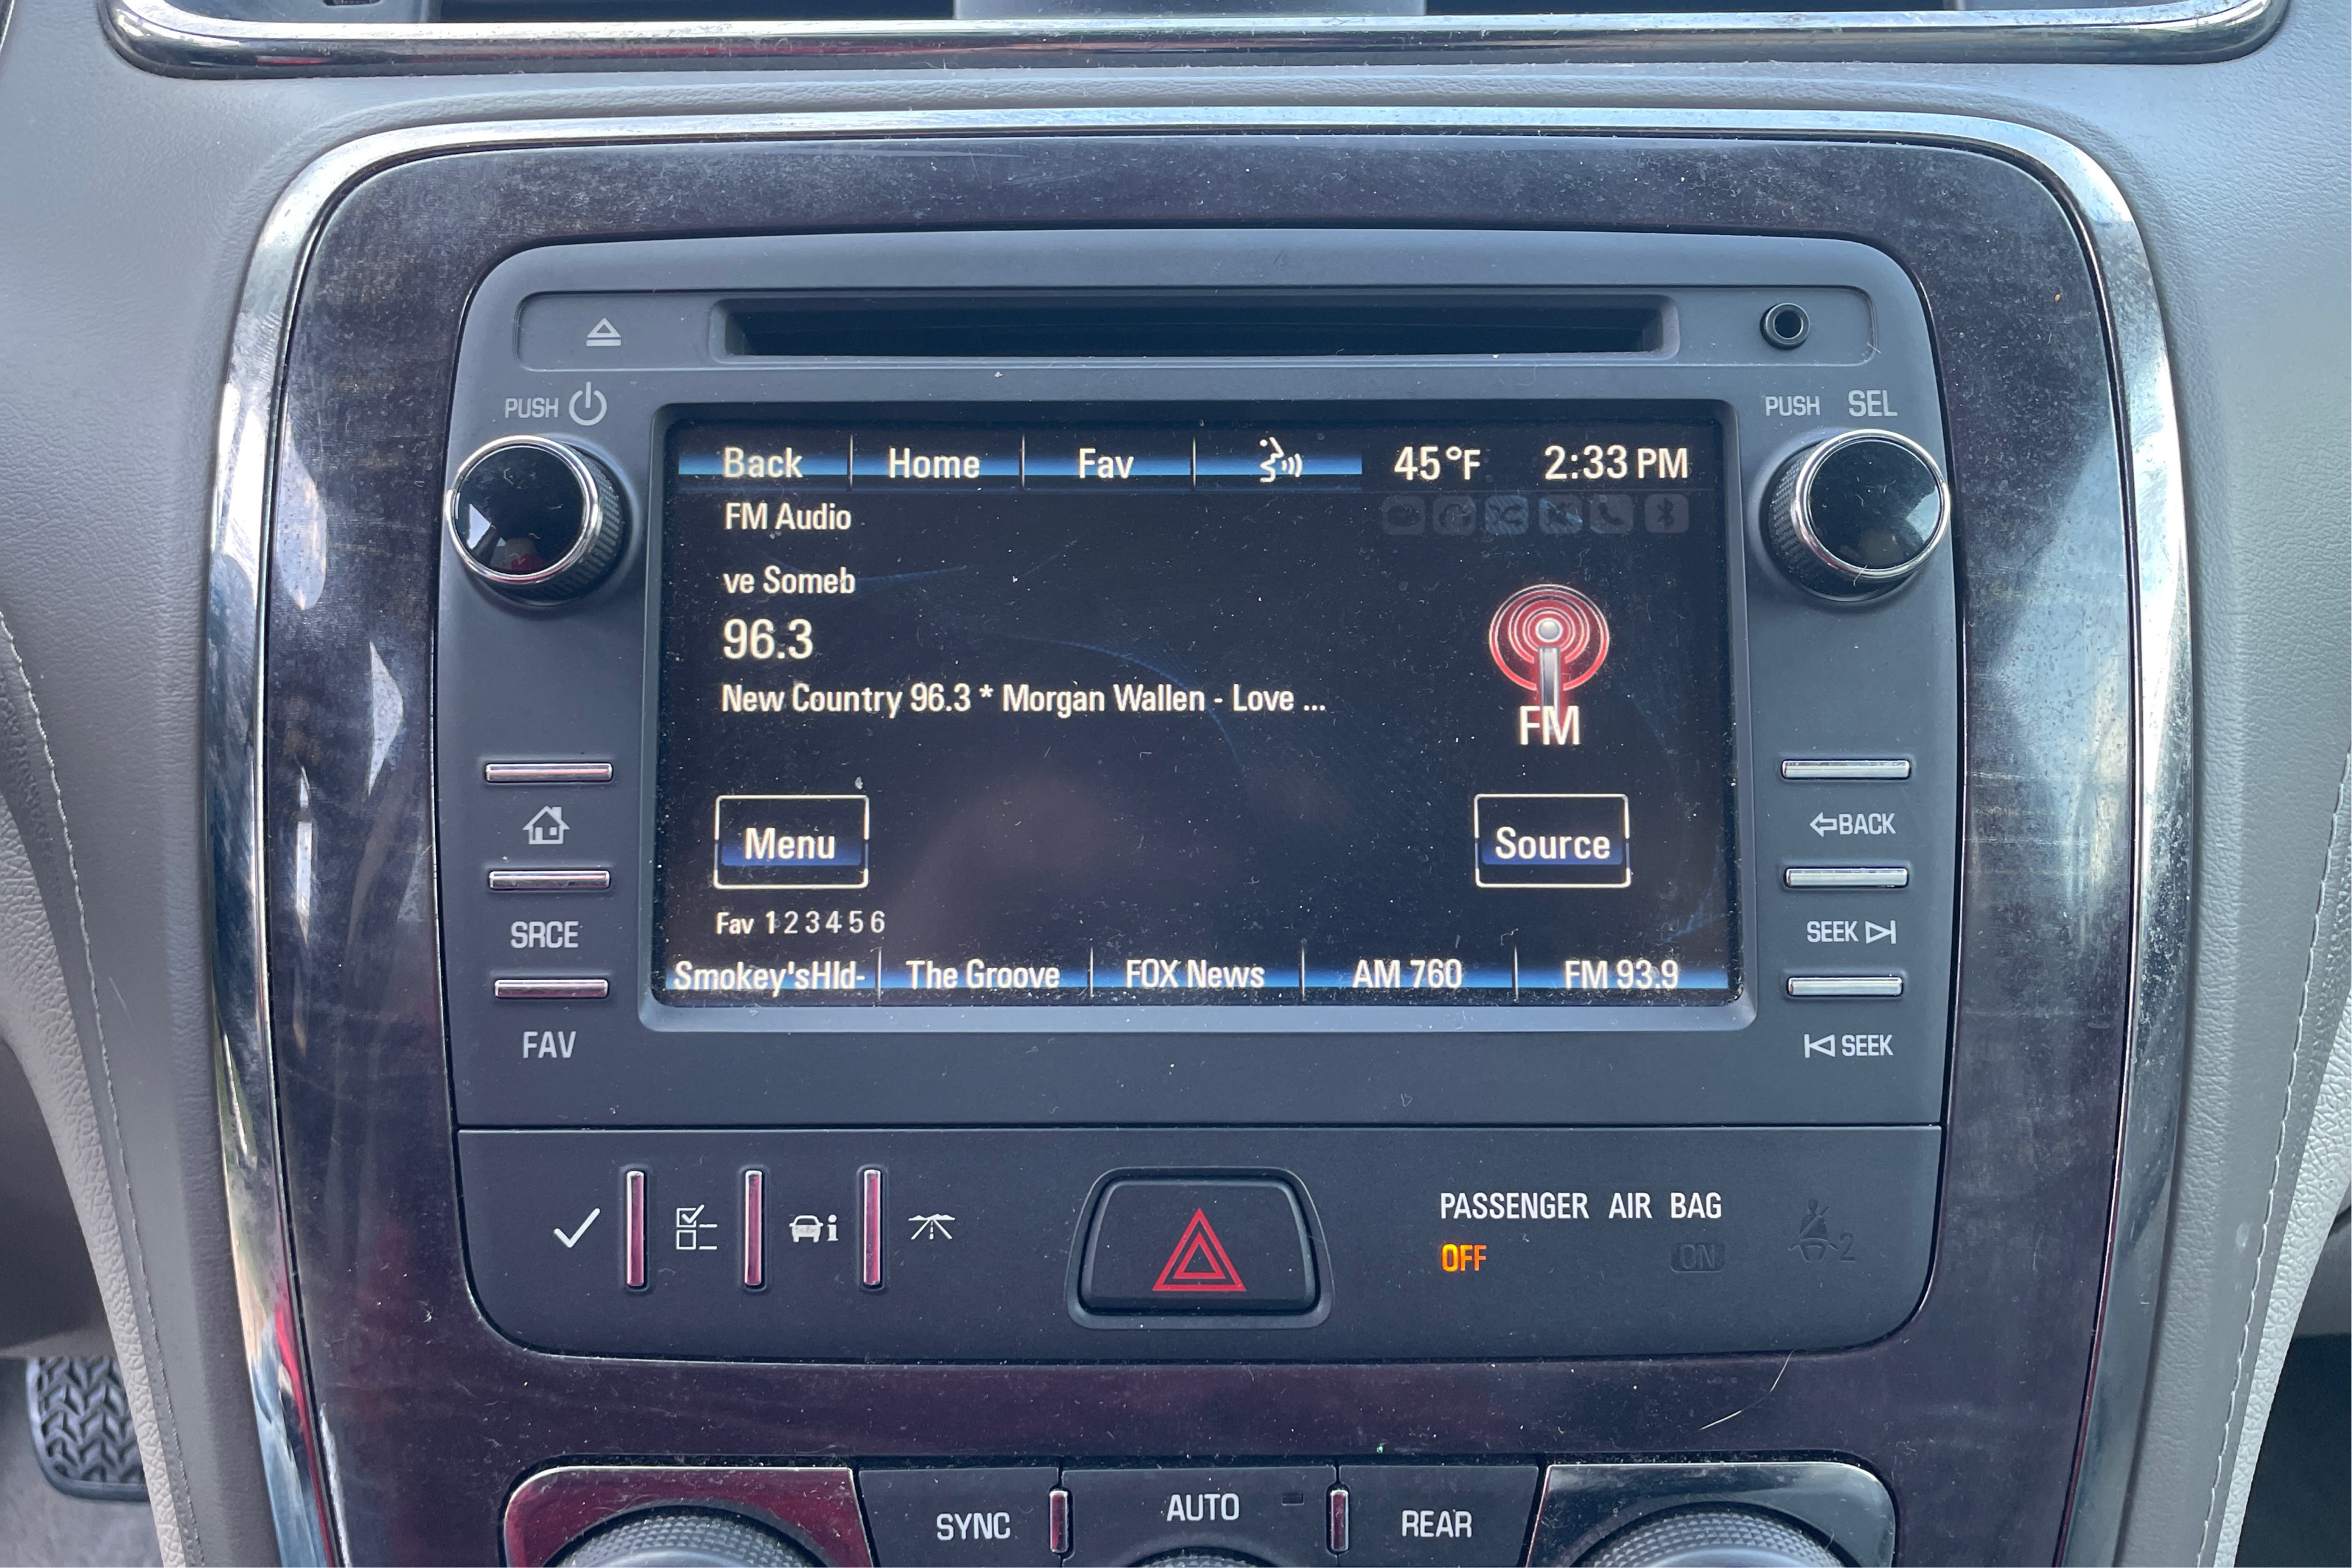 PUSH
PUSH SEL
Back Home Fav 45°F 2:33 PM
FM Audio
ve Someb
96.3
New Country 96.3 * Morgan Wallen - Love ...
FM
Menu Source
BACK
Fav 1 2 3 4 5 6
SRCE
SEEK
Smokey'sHld- The Groove FOX News AM 760 FM 93.9
FAV
SEEK
PASSENGER AIR BAG
OFF ON
2
SYNC AUTO REAR